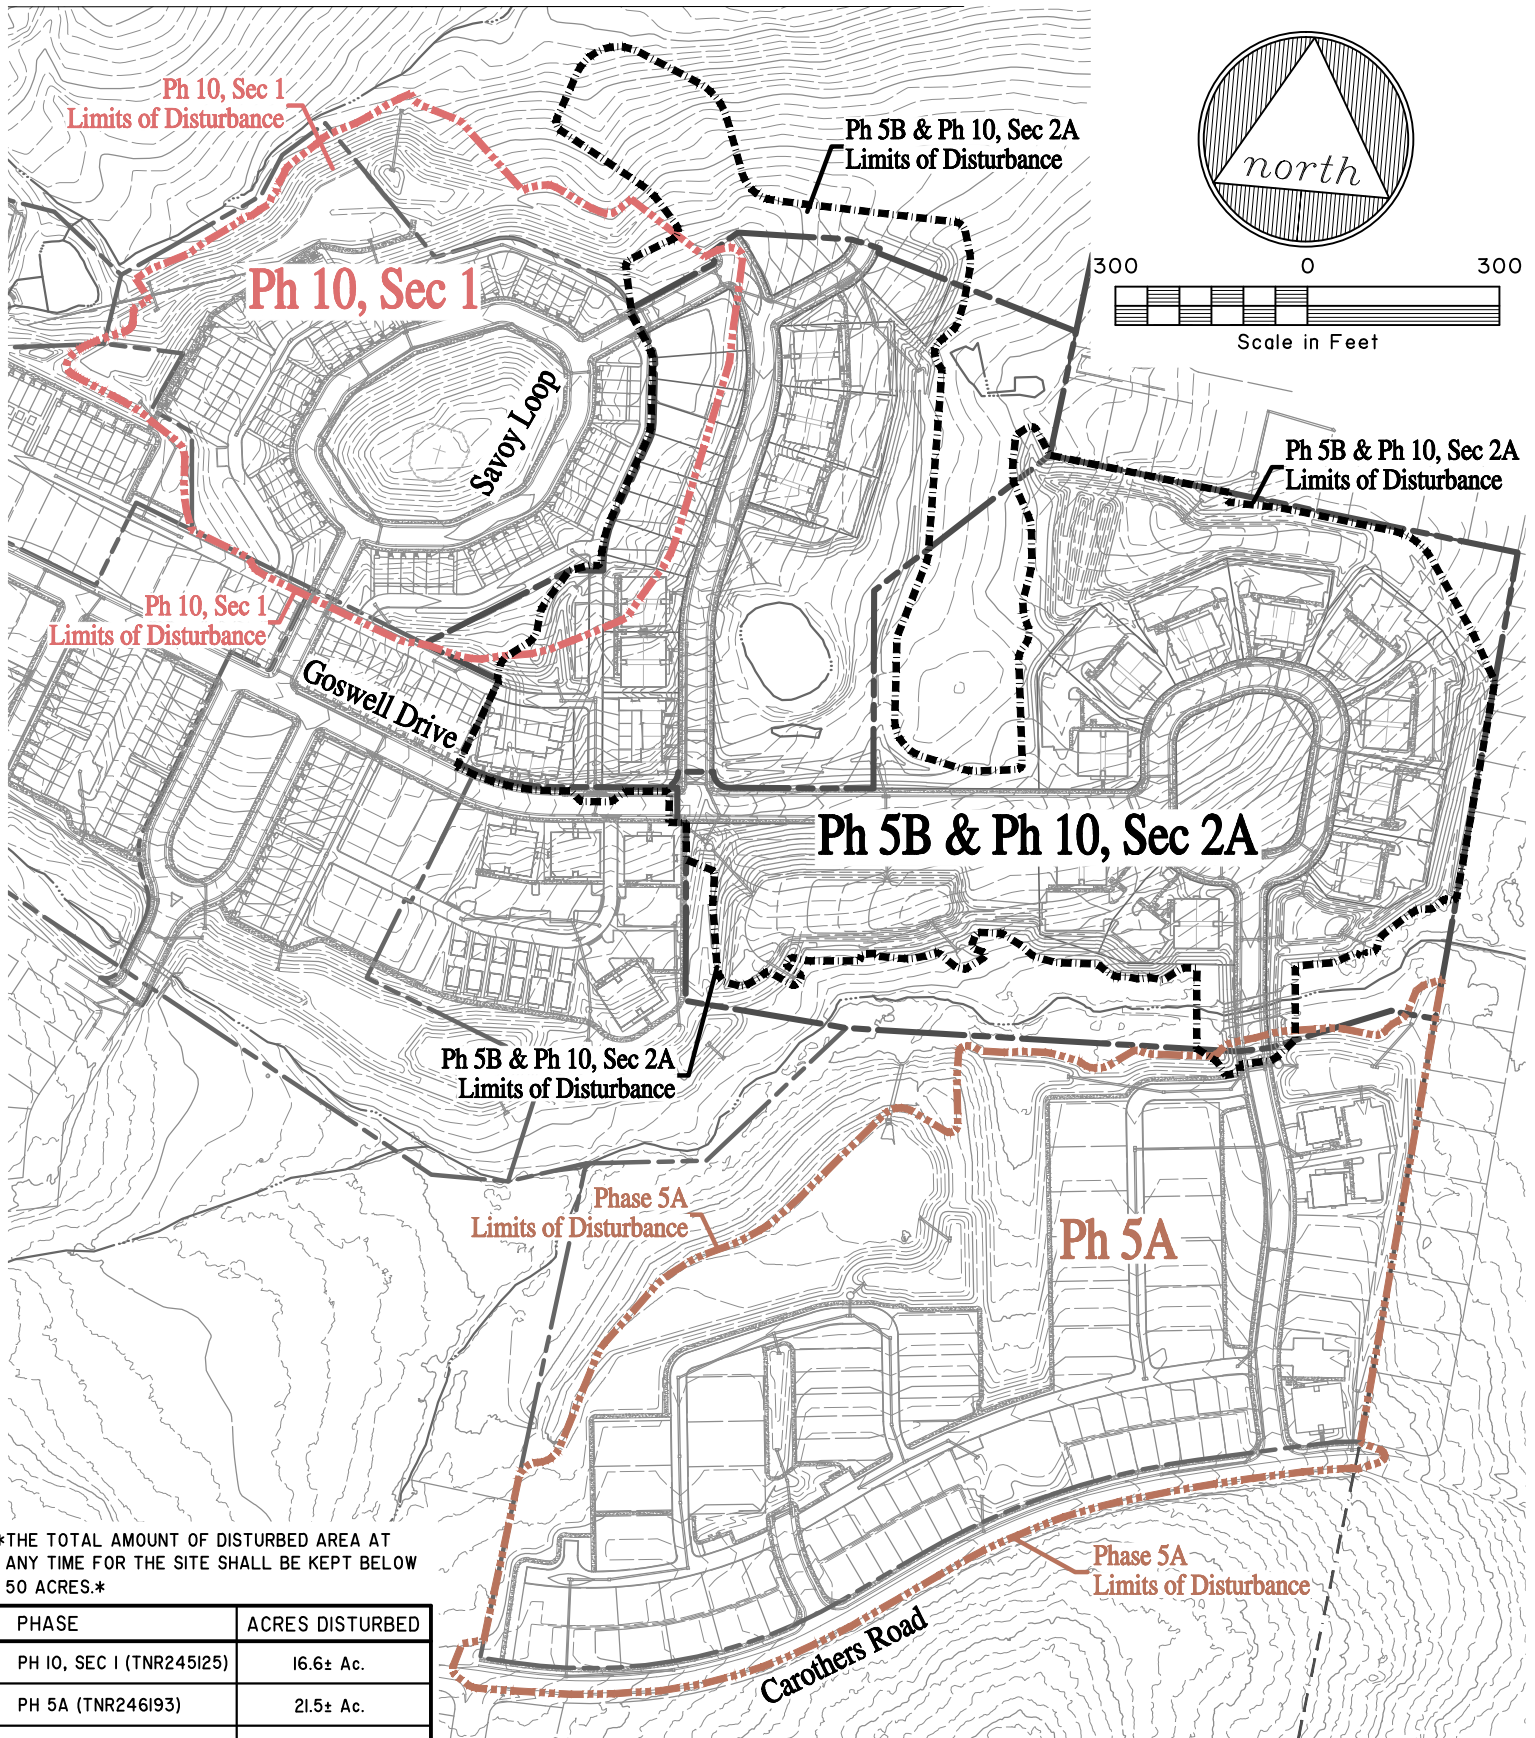 Ph 10, Sec 1
Limits of Disturbance
Ph 5B & Ph 10, Sec 2A
Limits of Disturbance
north
300 0 300
Scale in Feet
Ph 10, Sec 1
Savoy Loop
Ph 5B & Ph 10, Sec 2A
Limits of Disturbance
Ph 10, Sec 1
Limits of Disturbance
Goswell Drive
Ph 5B & Ph 10, Sec 2A
Ph 5B & Ph 10, Sec 2A
Limits of Disturbance
Phase 5A
Limits of Disturbance
Ph 5A
Phase 5A
Limits of Disturbance
Carothers Road
*THE TOTAL AMOUNT OF DISTURBED AREA AT
ANY TIME FOR THE SITE SHALL BE KEPT BELOW
50 ACRES.*
PHASE ACRES DISTURBED
PH 10, SEC 1 (TNR245125) 16.6± Ac.
PH 5A (TNR246193) 21.5± Ac.